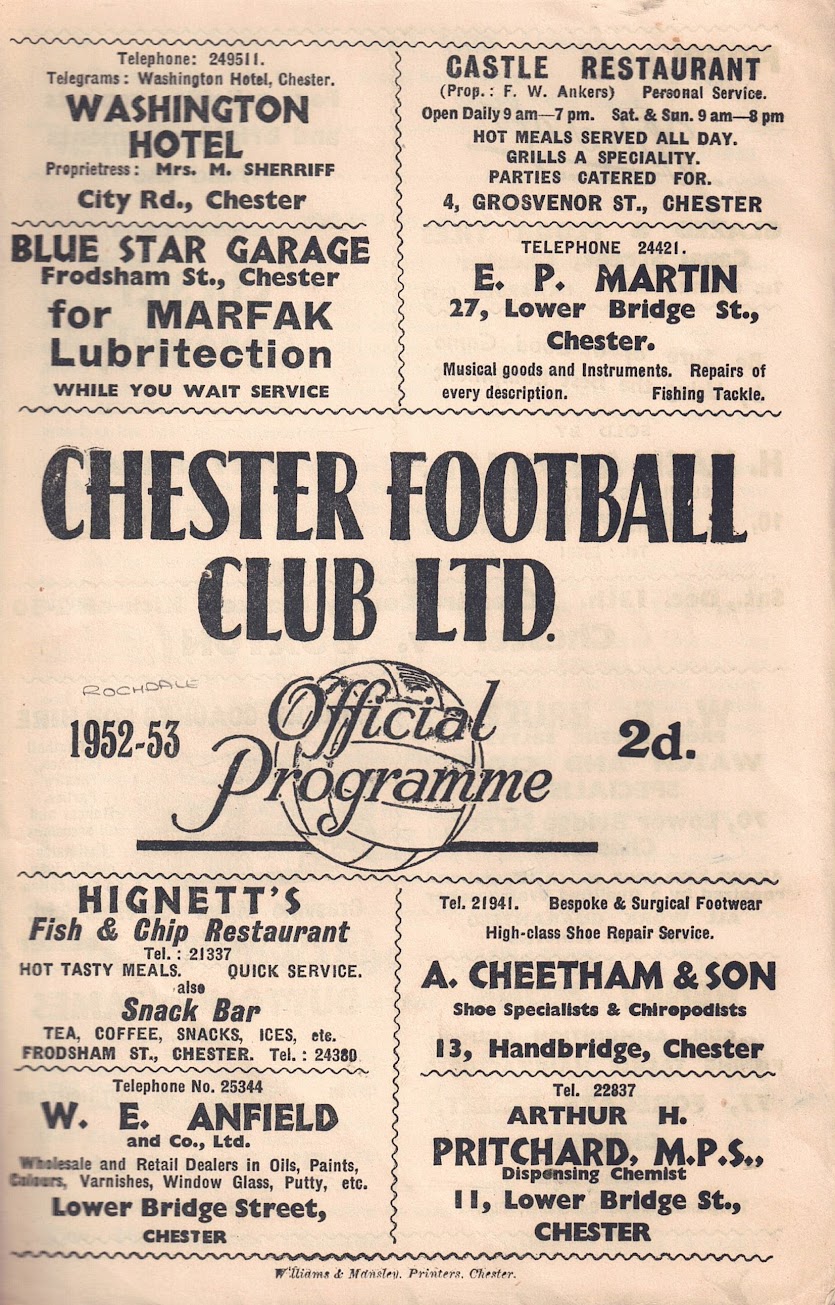 Telephone: 249511.
Telegrams: Washington Hotel, Chester.
WASHINGTON
HOTEL
Proprietress: Mrs. M. SHERRIFF
City Rd., Chester
CASTLE RESTAURANT
(Prop.: F. W. Ankers) Personal Service.
Open Daily 9 am—7 pm. Sat. & Sun. 9 am—8 pm
HOT MEALS SERVED ALL DAY.
GRILLS A SPECIALITY.
PARTIES CATERED FOR.
4, GROSVENOR ST., CHESTER
BLUE STAR GARAGE
Frodsham St., Chester
for MARFAK
Lubritection
WHILE YOU WAIT SERVICE
TELEPHONE 24421.
E. P. MARTIN
27, Lower Bridge St.,
Chester.
Musical goods and Instruments. Repairs of
every description. Fishing Tackle.
CHESTER FOOTBALL
CLUB LTD.
ROCHDALE
1952-53
Official
Programme
2d.
HIGNETT'S
Fish & Chip Restaurant
Tel.: 21337
HOT TASTY MEALS. QUICK SERVICE.
also
Snack Bar
TEA, COFFEE, SNACKS, ICES, etc.
FRODSHAM ST., CHESTER. Tel.: 24380
Tel. 21941. Bespoke & Surgical Footwear
High-class Shoe Repair Service.
A. CHEETHAM & SON
Shoe Specialists & Chiropodists
13, Handbridge, Chester
Telephone No. 25344
W. E. ANFIELD
and Co., Ltd.
Wholesale and Retail Dealers in Oils, Paints,
Colours, Varnishes, Window Glass, Putty, etc.
Lower Bridge Street,
CHESTER
Tel. 22837
ARTHUR H.
PRITCHARD, M.P.S.,
Dispensing Chemist
11, Lower Bridge St.,
CHESTER
Williams & Mansley, Printers, Chester.